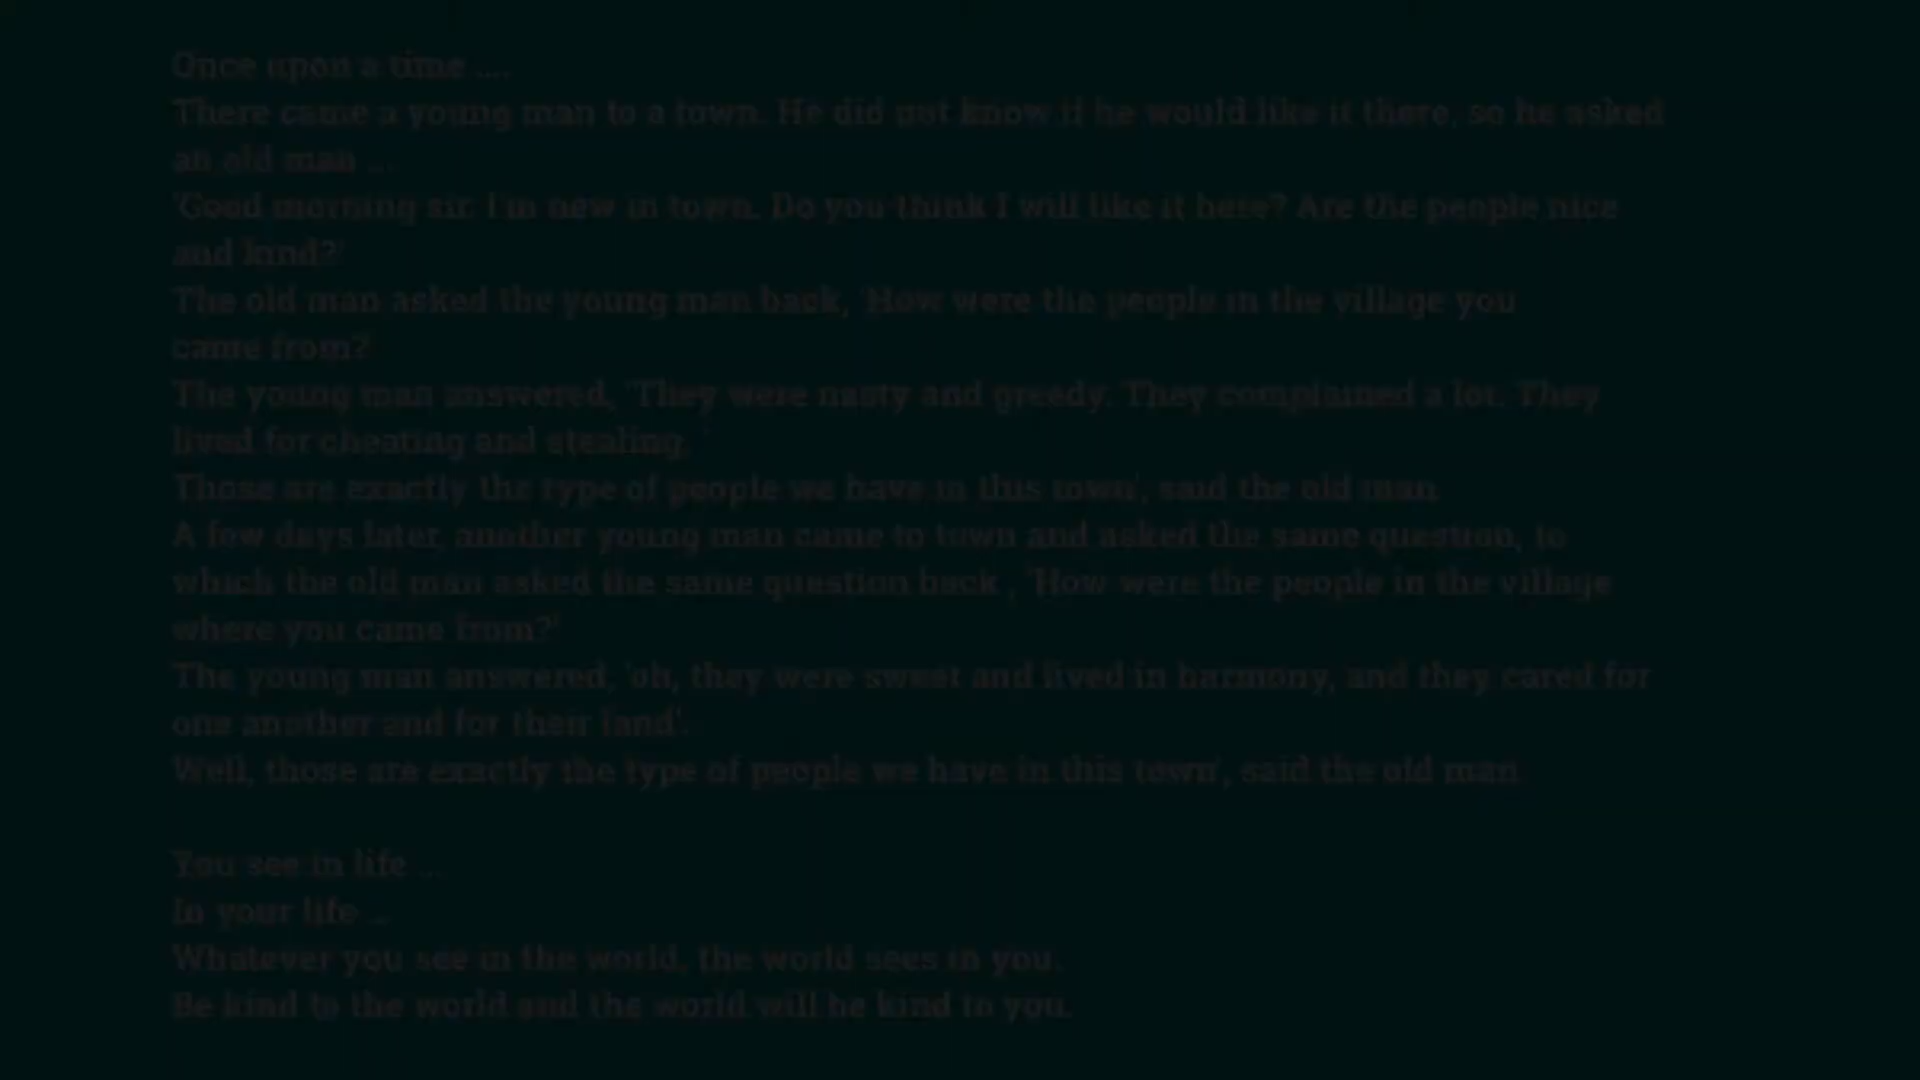 Once upon a time ....
There came a young man to a town. He did not know if he would like it there, so he asked
an old man ...
'Good morning sir. I'm new in town. Do you think I will like it here? Are the people nice
and kind?'
The old man asked the young man back, 'How were the people in the village you
came from?
The young man answered, 'They were nasty and greedy. They complained a lot. They
lived for cheating and stealing. '
Those are exactly the type of people we have in this town', said the old man.
A few days later, another young man came to town and asked the same question, to
which the old man asked the same question back , 'How were the people in the village
where you came from?'
The young man answered, 'oh, they were sweet and lived in harmony, and they cared for
one another and for their land'.
Well, those are exactly the type of people we have in this town', said the old man.
You see in life ...
In your life ...
Whatever you see in the world, the world sees in you.
Be kind to the world and the world will be kind to you.